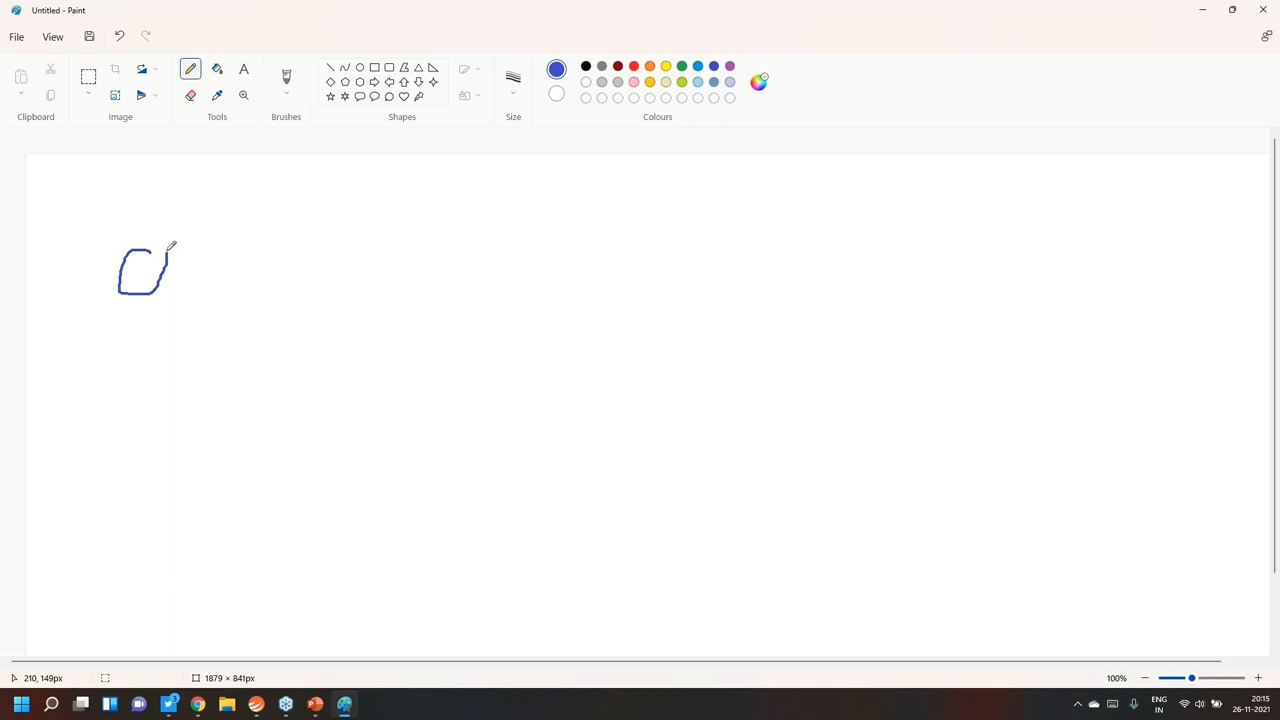 Untitled - Paint
File View
Clipboard Image Tools Brushes Shapes Size Colours
210, 149px 1879 × 841px 100%
3 ENG 20:15
IN 26-11-2021